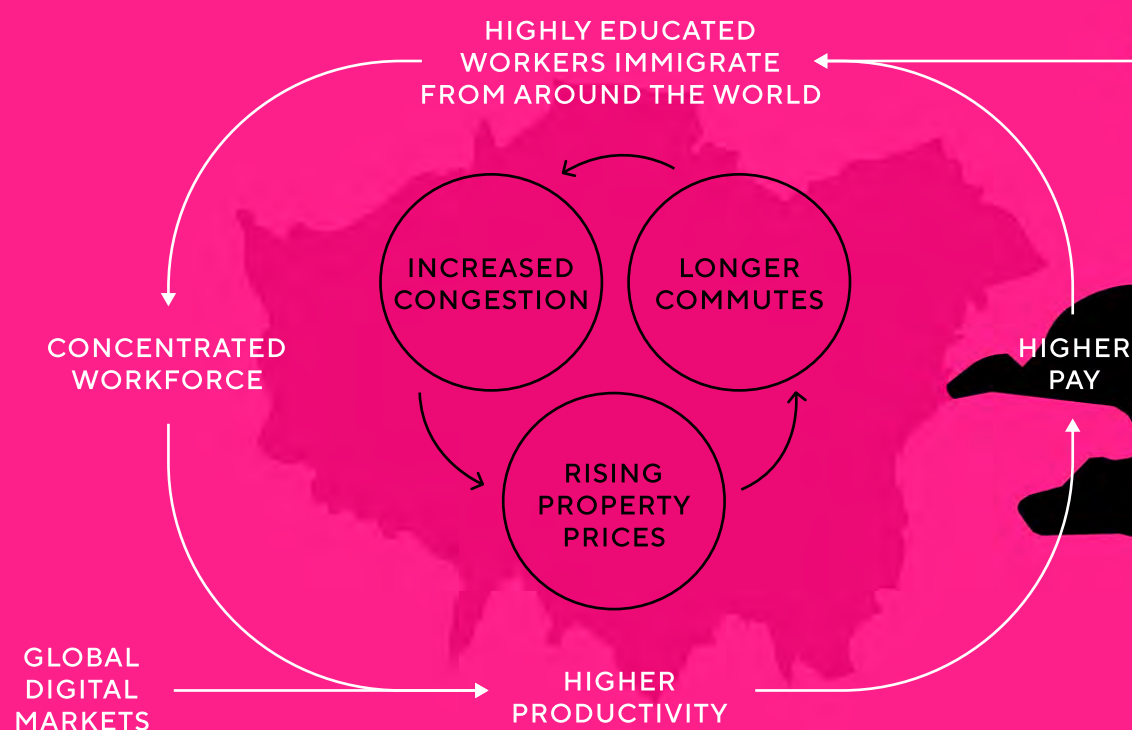 HIGHLY EDUCATED
WORKERS IMMIGRATE
FROM AROUND THE WORLD
INCREASED
CONGESTION
LONGER
COMMUTES
CONCENTRATED
WORKFORCE
HIGHER
PAY
RISING
PROPERTY
PRICES
GLOBAL
DIGITAL
MARKETS
HIGHER
PRODUCTIVITY